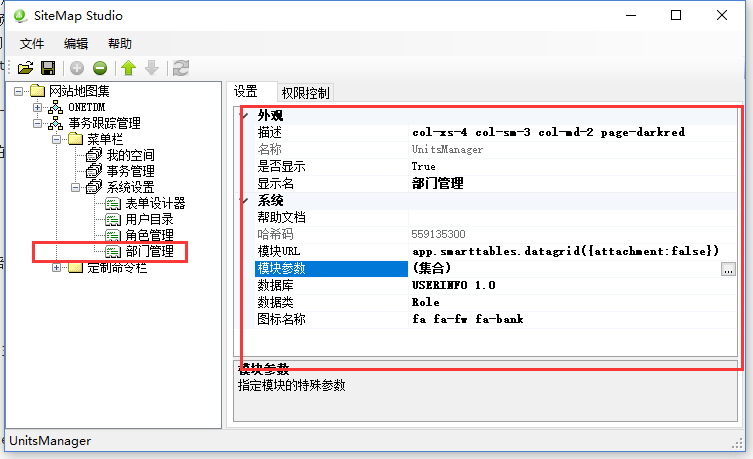 SiteMap Studio
文件 编辑 帮助
网站地图集
ONETDM
事务跟踪管理
菜单栏
我的空间
事务管理
系统设置
表单设计器
用户目录
角色管理
部门管理
定制命令栏
设置 权限控制
外观
描述 col-xs-4 col-sm-3 col-md-2 page-darkred
名称 UnitsManager
是否显示 True
显示名 部门管理
系统
帮助文档
哈希码 559135300
模块URL app.smarttables.datagrid({attachment:false})
模块参数 (集合) ...
数据库 USERINFO 1.0
数据类 Role
图标名称 fa fa-fw fa-bank
模块参数
指定模块的特殊参数
UnitsManager